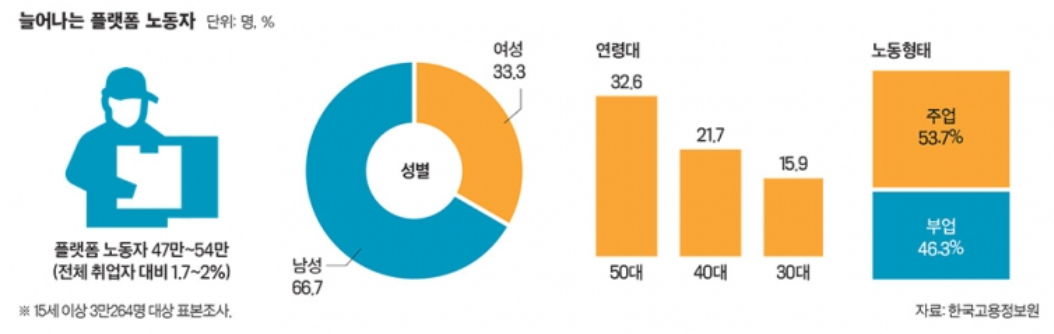 늘어나는 플랫폼 노동자 단위: 명, %
플랫폼 노동자 47만~54만
(전체 취업자 대비 1.7~2%)
성별
여성
33.3
남성
66.7
연령대
32.6
21.7
15.9
50대 40대 30대
노동형태
주업
53.7%
부업
46.3%
※ 15세 이상 3만264명 대상 표본조사.
자료: 한국고용정보원